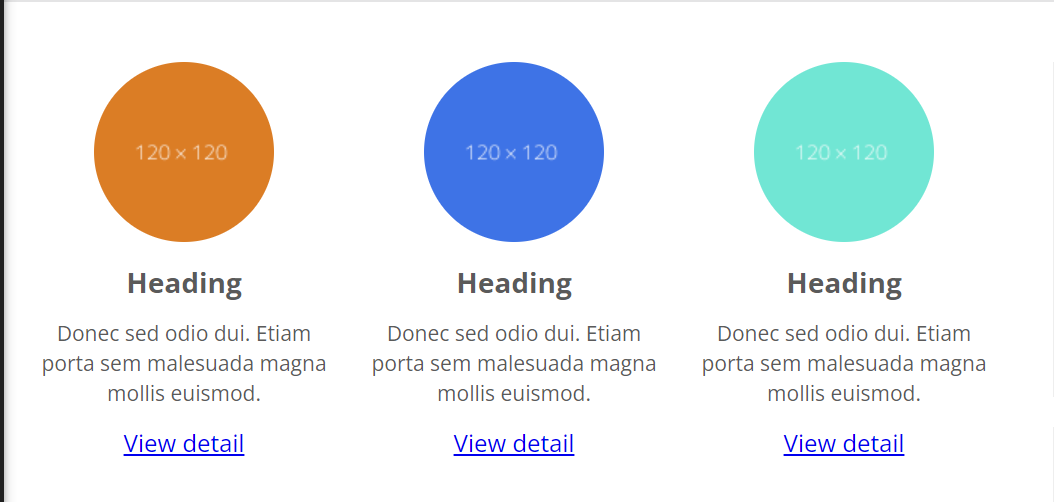 120 × 120
Heading
Donec sed odio dui. Etiam
porta sem malesuada magna
mollis euismod.
View detail
120 × 120
Heading
Donec sed odio dui. Etiam
porta sem malesuada magna
mollis euismod.
View detail
120 × 120
Heading
Donec sed odio dui. Etiam
porta sem malesuada magna
mollis euismod.
View detail